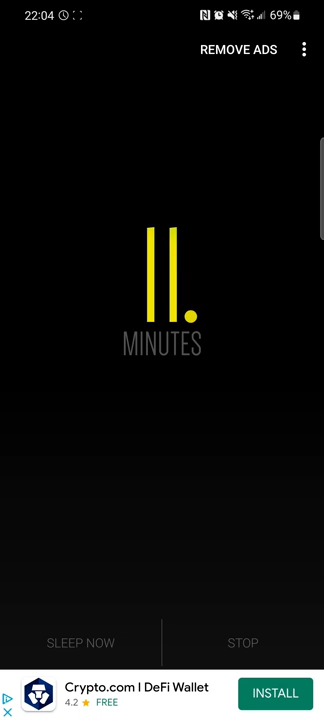 22:04
69%
REMOVE ADS
11.
MINUTES
SLEEP NOW
STOP
Crypto.com I DeFi Wallet
4.2 FREE
INSTALL